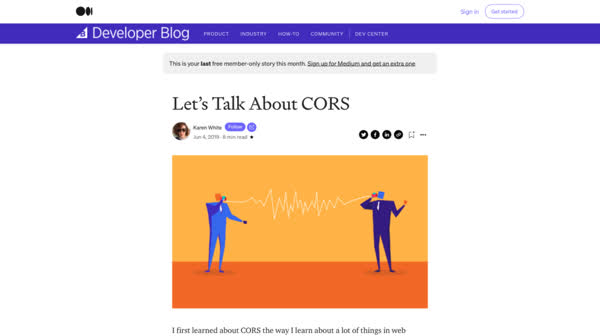 Sign in
Get started
Developer Blog
PRODUCT
INDUSTRY
HOW-TO
COMMUNITY
DEV CENTER
This is your last free member-only story this month. Sign up for Medium and get an extra one
Let's Talk About CORS
Karen White
Follow
Jun 4, 2019 · 6 min read
I first learned about CORS the way I learn about a lot of things in web